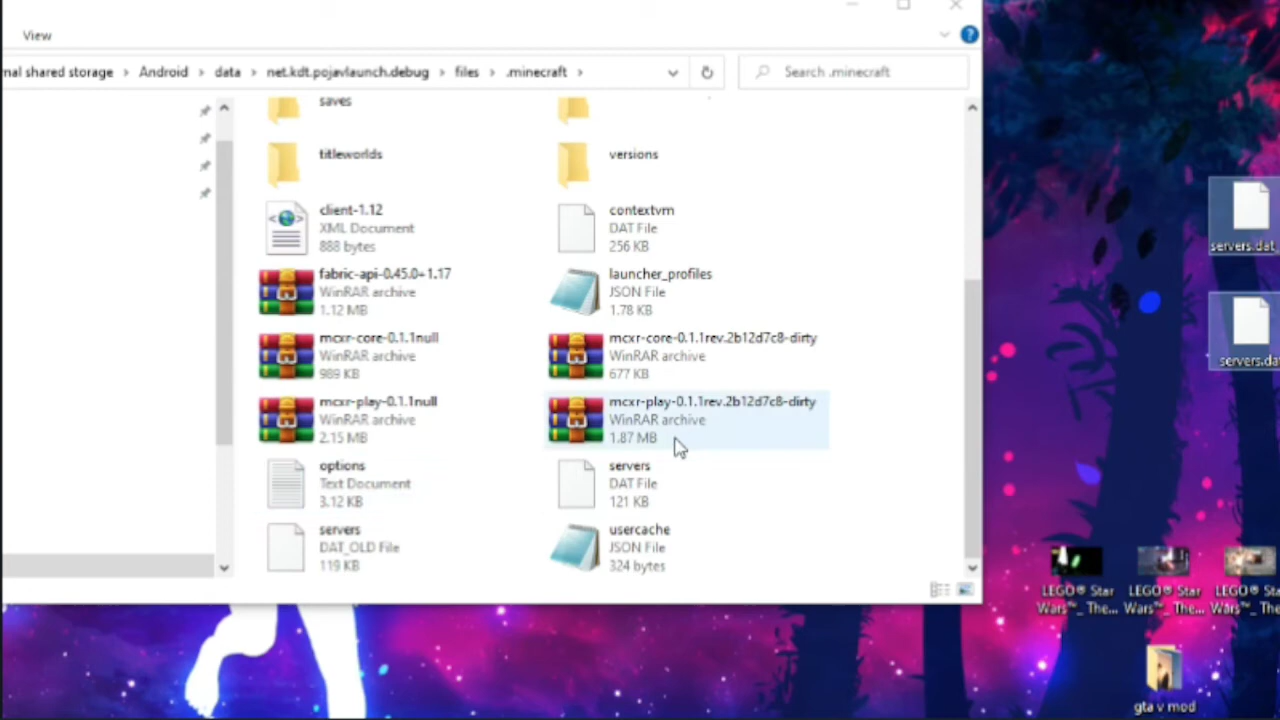 View
nal shared storage > Android > data > net.kdt.pojavlaunch.debug > files > .minecraft >
Search .minecraft
saves
titleworlds
versions
client-1.12
XML Document
888 bytes
contextvm
DAT File
256 KB
fabric-api-0.45.0+1.17
WinRAR archive
1.12 MB
launcher_profiles
JSON File
1.78 KB
mcxr-core-0.1.1null
WinRAR archive
989 KB
mcxr-core-0.1.1rev.2b12d7c8-dirty
WinRAR archive
677 KB
mcxr-play-0.1.1null
WinRAR archive
2.15 MB
mcxr-play-0.1.1rev.2b12d7c8-dirty
WinRAR archive
1.87 MB
options
Text Document
3.12 KB
servers
DAT File
121 KB
servers
DAT_OLD File
119 KB
usercache
JSON File
324 bytes
servers.dat
servers.da
LEGO® Star
Wars™_ The...
LEGO® Star
Wars™_ The...
LEGO® Sta
Wars™_ The
gta v mod